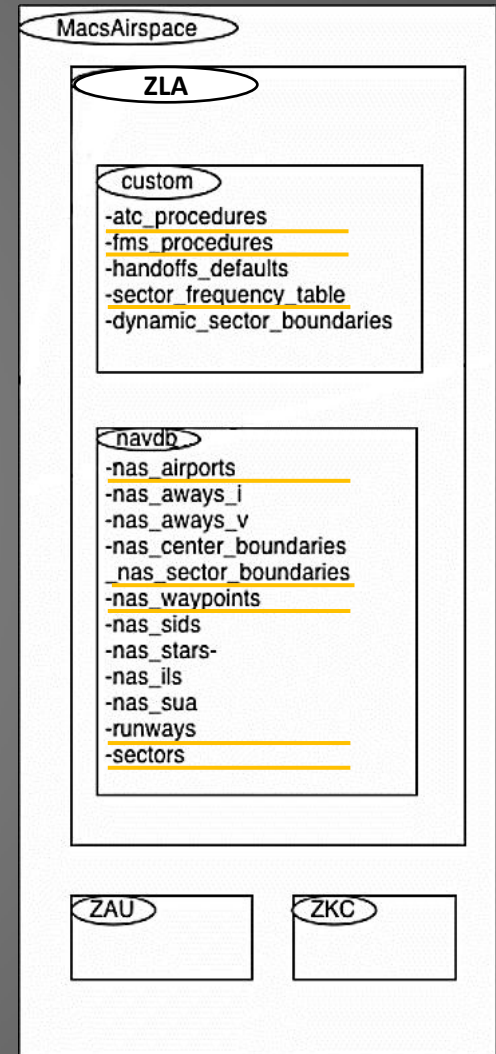 MacsAirspace
ZLA
custom
-atc_procedures
-fms_procedures
-handoffs_defaults
-sector_frequency_table
-dynamic_sector_boundaries
navdb
-nas_airports
-nas_aways_i
-nas_aways_v
-nas_center_boundaries
_nas_sector_boundaries
-nas_waypoints
-nas_sids
-nas_stars-
-nas_ils
-nas_sua
-runways
-sectors
ZAU ZKC